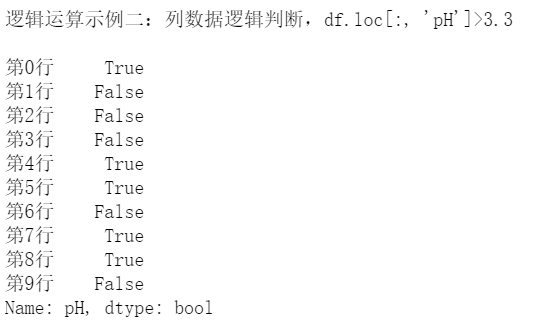 逻辑运算示例二：列数据逻辑判断，df.loc[:, 'pH']>3.3
第0行     True
第1行    False
第2行    False
第3行    False
第4行     True
第5行     True
第6行    False
第7行     True
第8行     True
第9行    False
Name: pH, dtype: bool